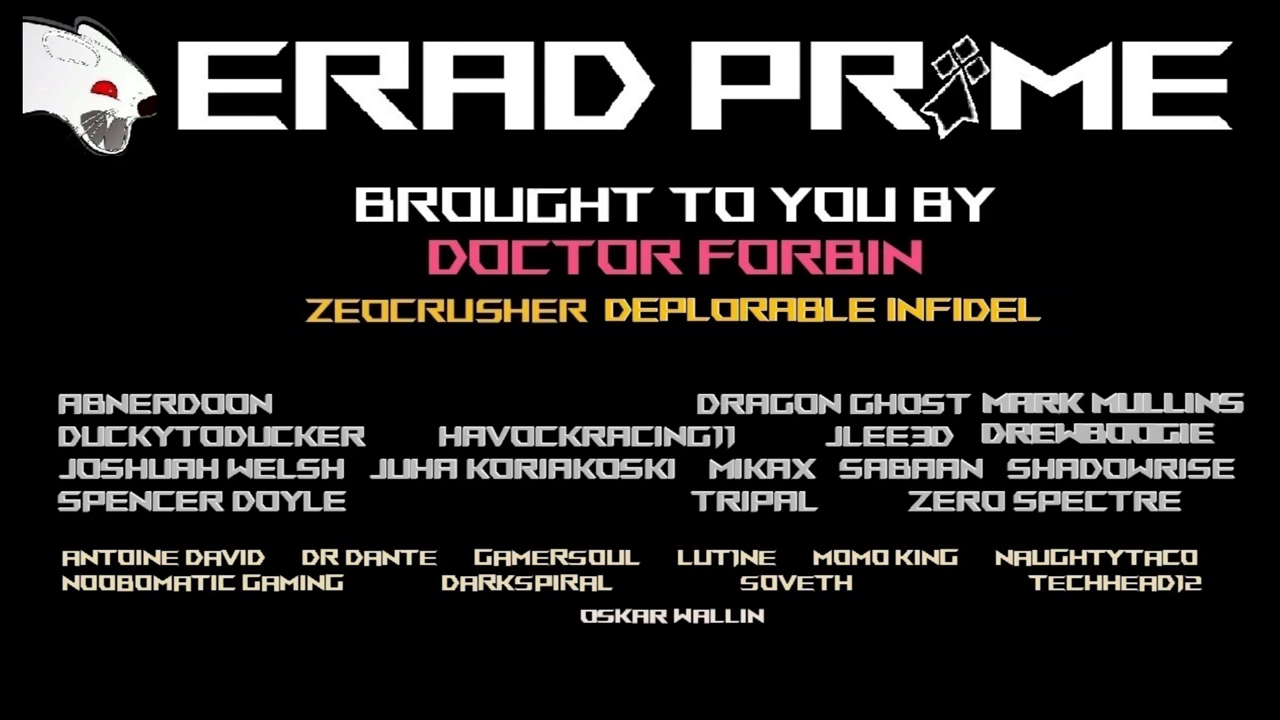 ERAD PRIME
BROUGHT TO YOU BY
DOCTOR FORBIN
ZEOCRUSHER DEPLORABLE INFIDEL
ABNERDOON DRAGON GHOST MARK MULLINS
DUCKYTODUCKER HAVOCKRACING11 JLEE3D DREWBOOGIE
JOSHUAH WELSH JUHA KORIAKOSKI MIKAX SABAAN SHADOWRISE
SPENCER DOYLE TRIPAL ZERO SPECTRE
ANTOINE DAVID DR DANTE GAMERSOUL LUT1NE MOMO KING NAUGHTYTACO
NOOBOMATIC GAMING DARKSPIRAL SOVETH TECHHEAD12
OSKAR WALLIN